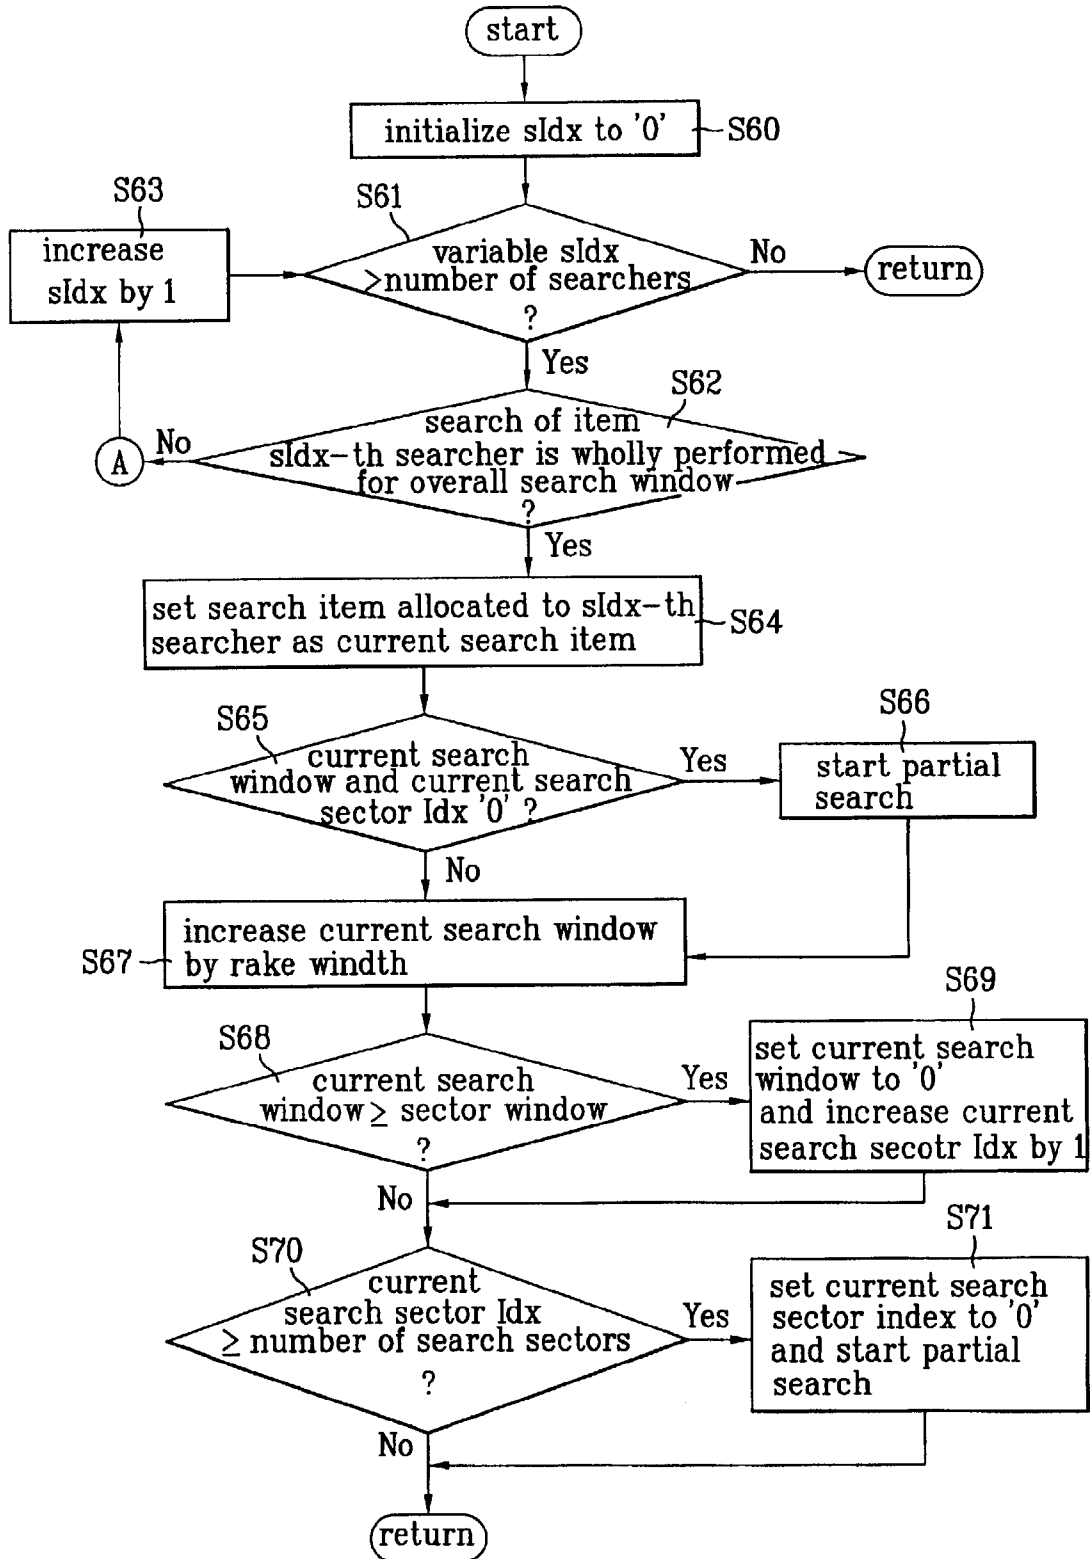 start
initialize sIdx to '0'
S60
S63
increase
sIdx by 1
S61
variable sIdx
>number of searchers
?
No
return
Yes
S62
search of item
sIdx-th searcher is wholly performed
for overall search window
?
No
A
Yes
set search item allocated to sIdx-th
searcher as current search item
S64
S65
current search
window and current search
sector Idx '0' ?
Yes
S66
start partial
search
No
increase current search window
by rake windth
S67
S68
current search
window ≥ sector window
?
Yes
S69
set current search
window to '0'
and increase current
search secotr Idx by 1
No
S70
current
search sector Idx
≥ number of search sectors
?
Yes
S71
set current search
sector index to '0'
and start partial
search
No
return